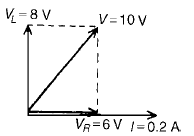 V_L = 8 V
V = 10 V
V_R = 6 V
I = 0.2 A